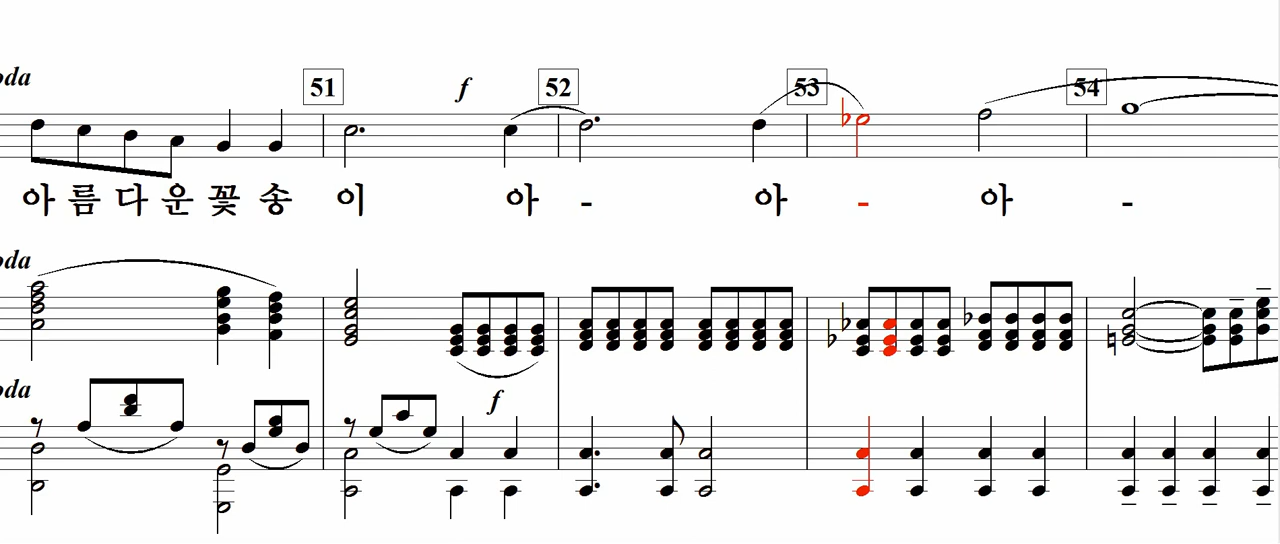 oda
51 f 52 53 54
아 름 다 운 꽃 송 이 아 - 아 - 아 -
oda
oda
f